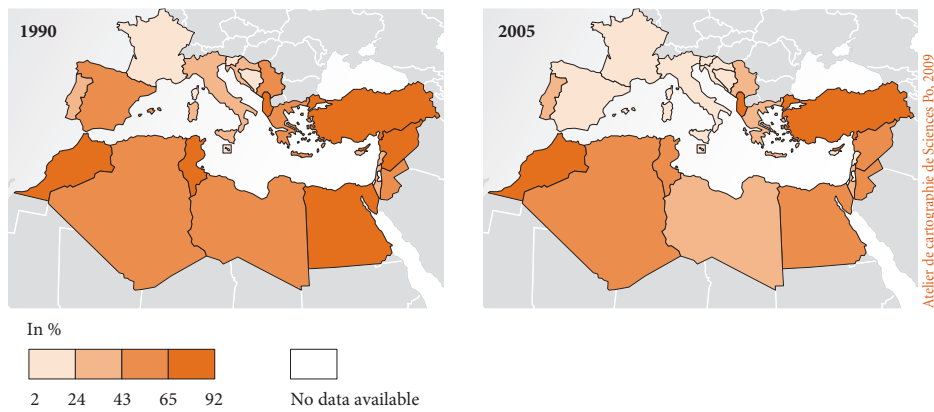 1990
2005
Atelier de cartographie de Sciences Po, 2009
In %
2 24 43 65 92
No data available